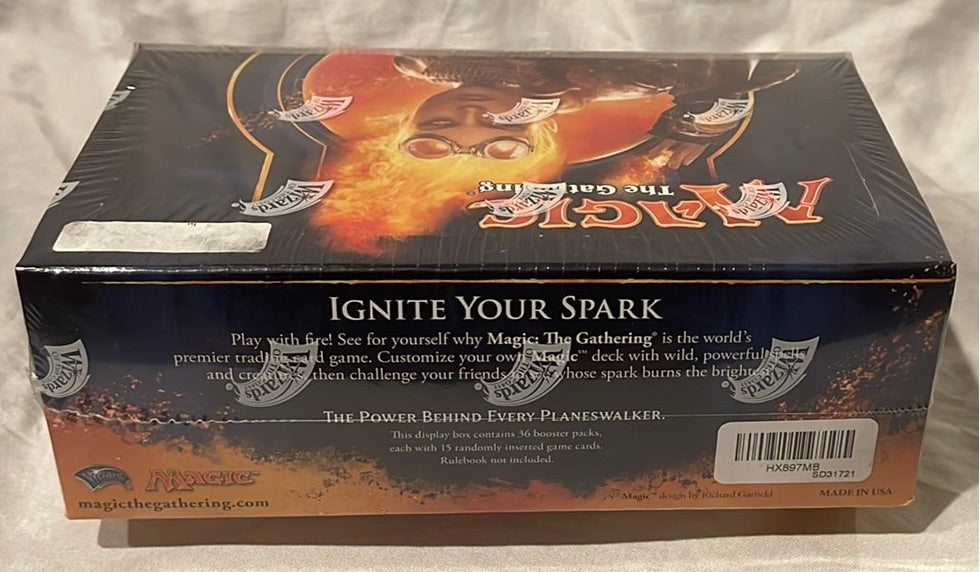 MAGIC
The Gathering®
IGNITE YOUR SPARK
Play with fire! See for yourself why Magic: The Gathering® is the world's
premier trading card game. Customize your own Magic™ deck with wild, powerful spells
and creatures, then challenge your friends to see whose spark burns the brightest.
THE POWER BEHIND EVERY PLANESWALKER.
This display box contains 36 booster packs,
each with 15 randomly inserted game cards.
Rulebook not included.
HX897MB
SD31721
Wizards
MAGIC™
magicthegathering.com
Magic™ design by Richard Garfield
MADE IN USA